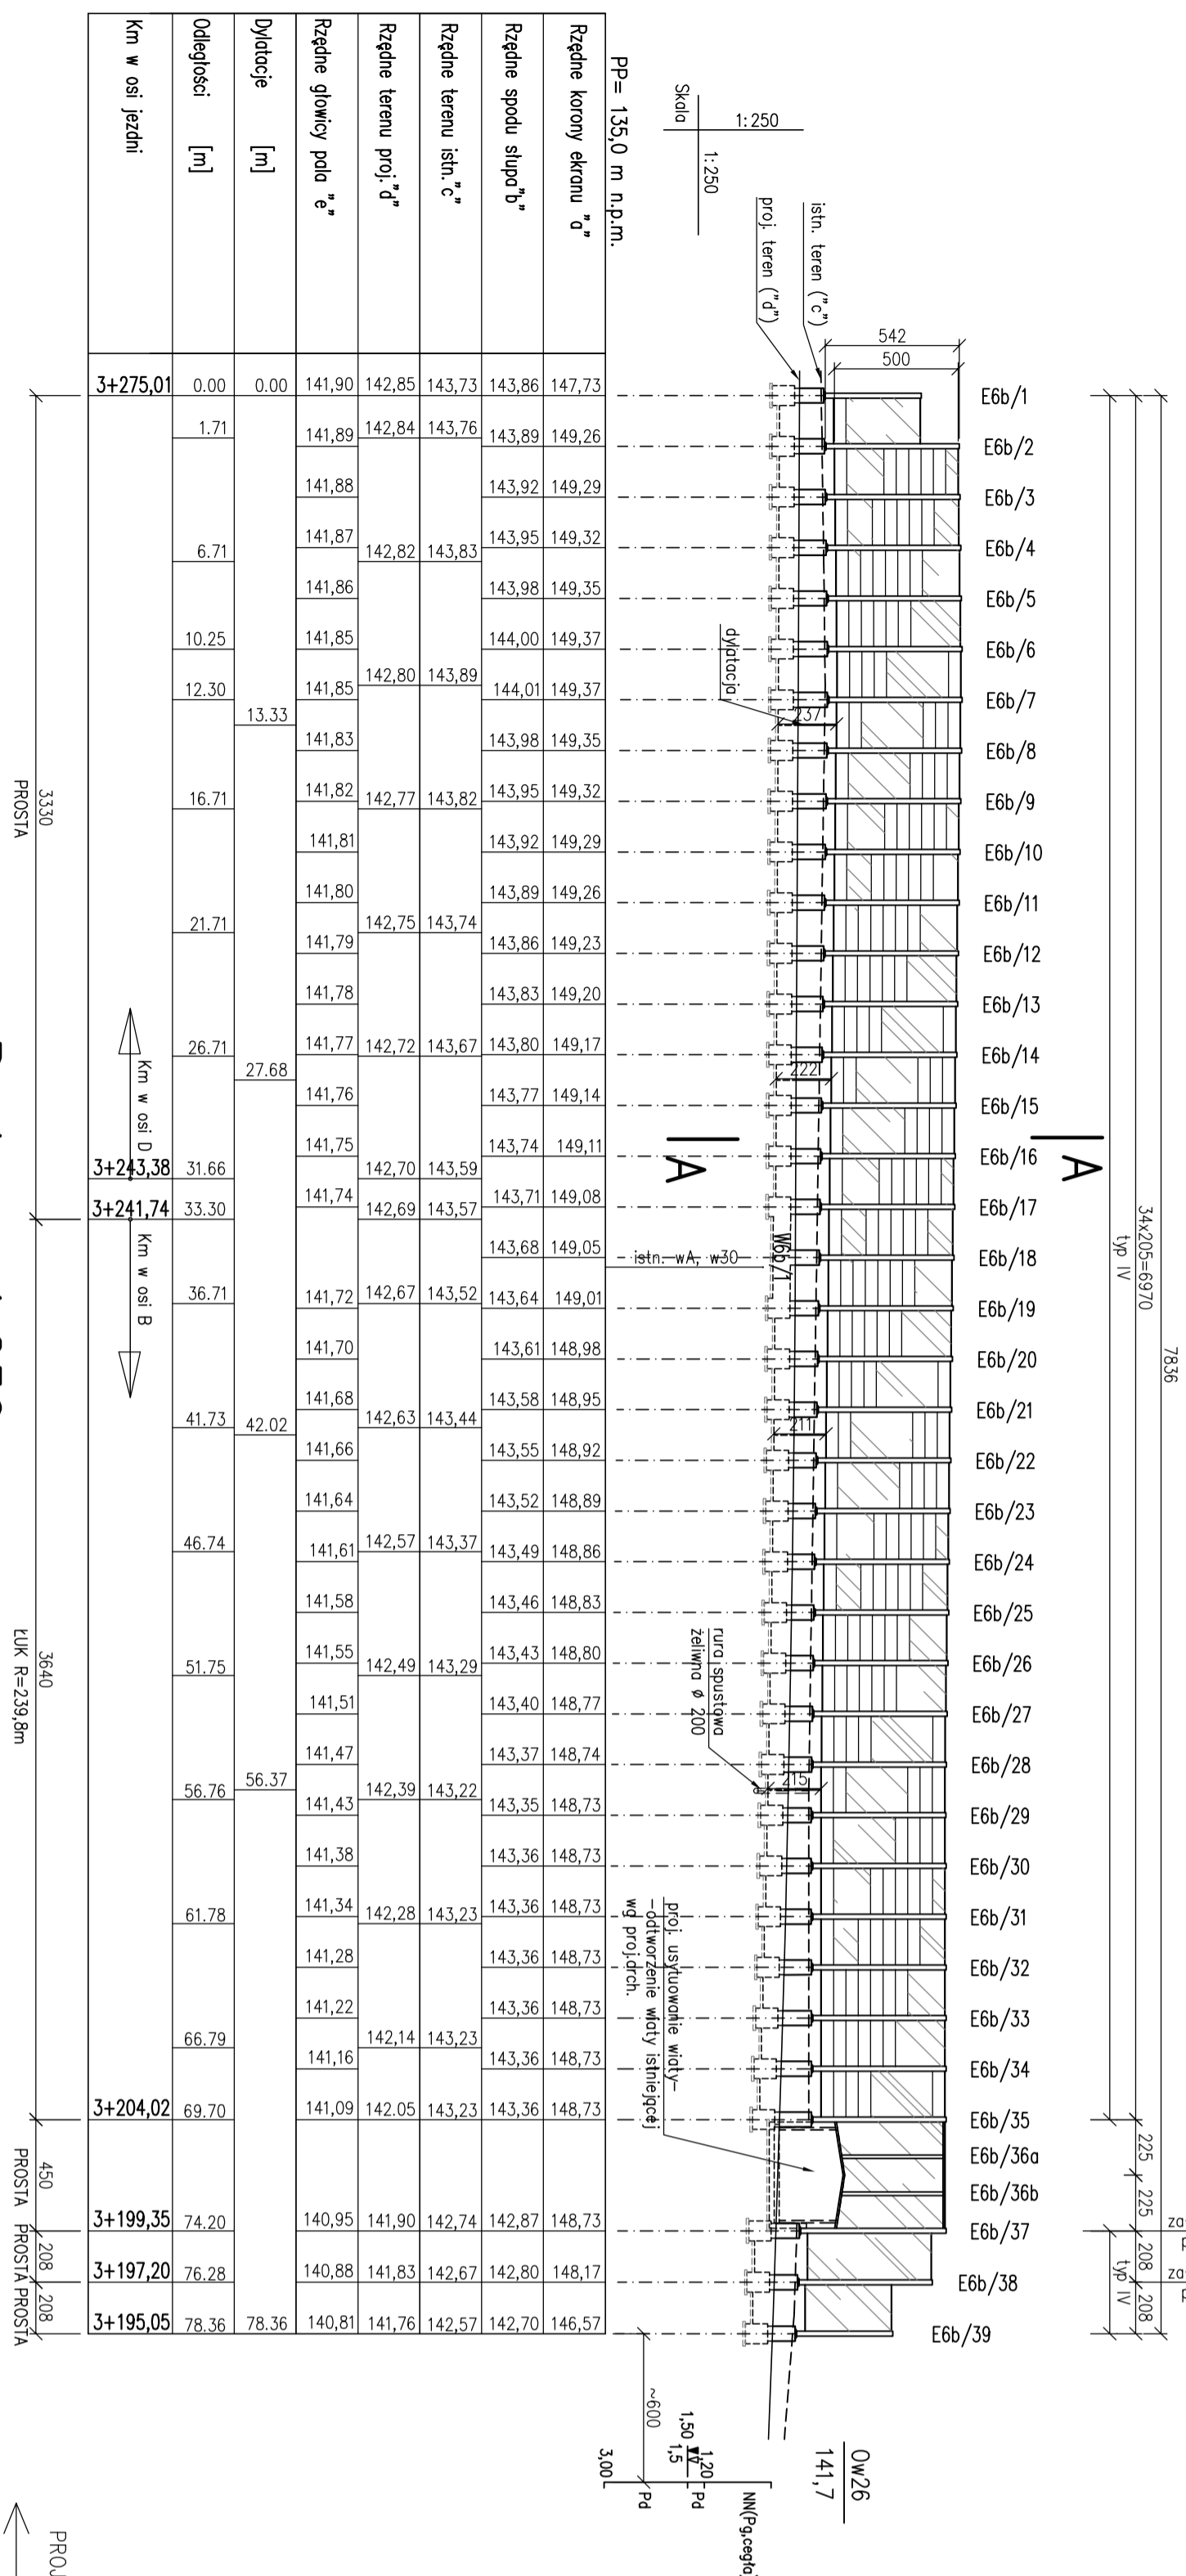 PP= 135,0 m n.p.m.
Skala
1:250
1:250
istn. teren ("c")
proj. teren ("d")
Rzędne korony ekranu "a"
Rzędne spodu słupa"b"
Rzędne terenu istn."c"
Rzędne terenu proj."d"
Rzędne głowicy pala "e"
Dylatacje [m]
Odległości [m]
Km w osi jezdni
542
500
3+275,01 0.00 0.00 141,90 142,85 143,73 143,86 147,73 E6b/1
1.71 141,89 142,84 143,76 143,89 149,26 E6b/2
141,88 143,92 149,29 E6b/3
6.71 141,87 142,82 143,83 143,95 149,32 E6b/4
141,86 143,98 149,35 E6b/5
10.25 141,85 144,00 149,37 E6b/6
dylatacja
12.30 141,85 142,80 143,89 144,01 149,37 E6b/7
13.33 237
141,83 143,98 149,35 E6b/8
16.71 141,82 142,77 143,82 143,95 149,32 E6b/9
141,81 143,92 149,29 E6b/10
141,80 143,89 149,26 E6b/11
21.71 142,75 143,74
141,79 143,86 149,23 E6b/12
141,78 143,83 149,20 E6b/13
26.71 141,77 142,72 143,67 143,80 149,17 E6b/14
27.68 222
141,76 143,77 149,14 E6b/15
Km w osi D
A A
141,75 143,74 149,11 E6b/16
3+243,38 31.66 142,70 143,59
3+241,74 33.30 141,74 142,69 143,57 143,71 149,08 E6b/17
Km w osi B
143,68 149,05 istn. wA, w30 W6b/1 E6b/18
36.71 141,72 142,67 143,52 143,64 149,01 E6b/19
141,70 143,61 148,98 E6b/20
141,68 143,58 148,95 E6b/21
41.73 42.02 142,63 143,44 211
141,66 143,55 148,92 E6b/22
141,64 143,52 148,89 E6b/23
46.74 141,61 142,57 143,37 143,49 148,86 E6b/24
141,58 143,46 148,83 E6b/25
51.75 141,55 142,49 143,29 143,43 148,80 E6b/26
rura spustowa
żeliwna ø 200
141,51 143,40 148,77 E6b/27
141,47 143,37 148,74 E6b/28
56.76 56.37 142,39 143,22 215
141,43 143,35 148,73 E6b/29
141,38 143,36 148,73 E6b/30
61.78 141,34 142,28 143,23 143,36 148,73 E6b/31
141,28 143,36 148,73 E6b/32
141,22 143,36 148,73 E6b/33
66.79 142,14 143,23
141,16 143,36 148,73 E6b/34
proj. usytuowanie wiaty-
-odtworzenie wiaty istniejącej
wg proj.drch.
3+204,02 69.70 141,09 142.05 143,23 143,36 148,73 E6b/35
E6b/36a
E6b/36b
3+199,35 74.20 140,95 141,90 142,74 142,87 148,73 E6b/37
3+197,20 76.28 140,88 141,83 142,67 142,80 148,17 E6b/38
3+195,05 78.36 78.36 140,81 141,76 142,57 142,70 146,57 E6b/39
3330
PROSTA
3640
ŁUK R=239,8m
450
PROSTA
208
PROSTA
208
PROSTA
7836
34x205=6970
typ IV
225
225
208
208
typ IV
~600
Ow26
141,7
1,20
1,50
1,5
3,00
Pd
Pd
NN(Pg,cegła
PROJ